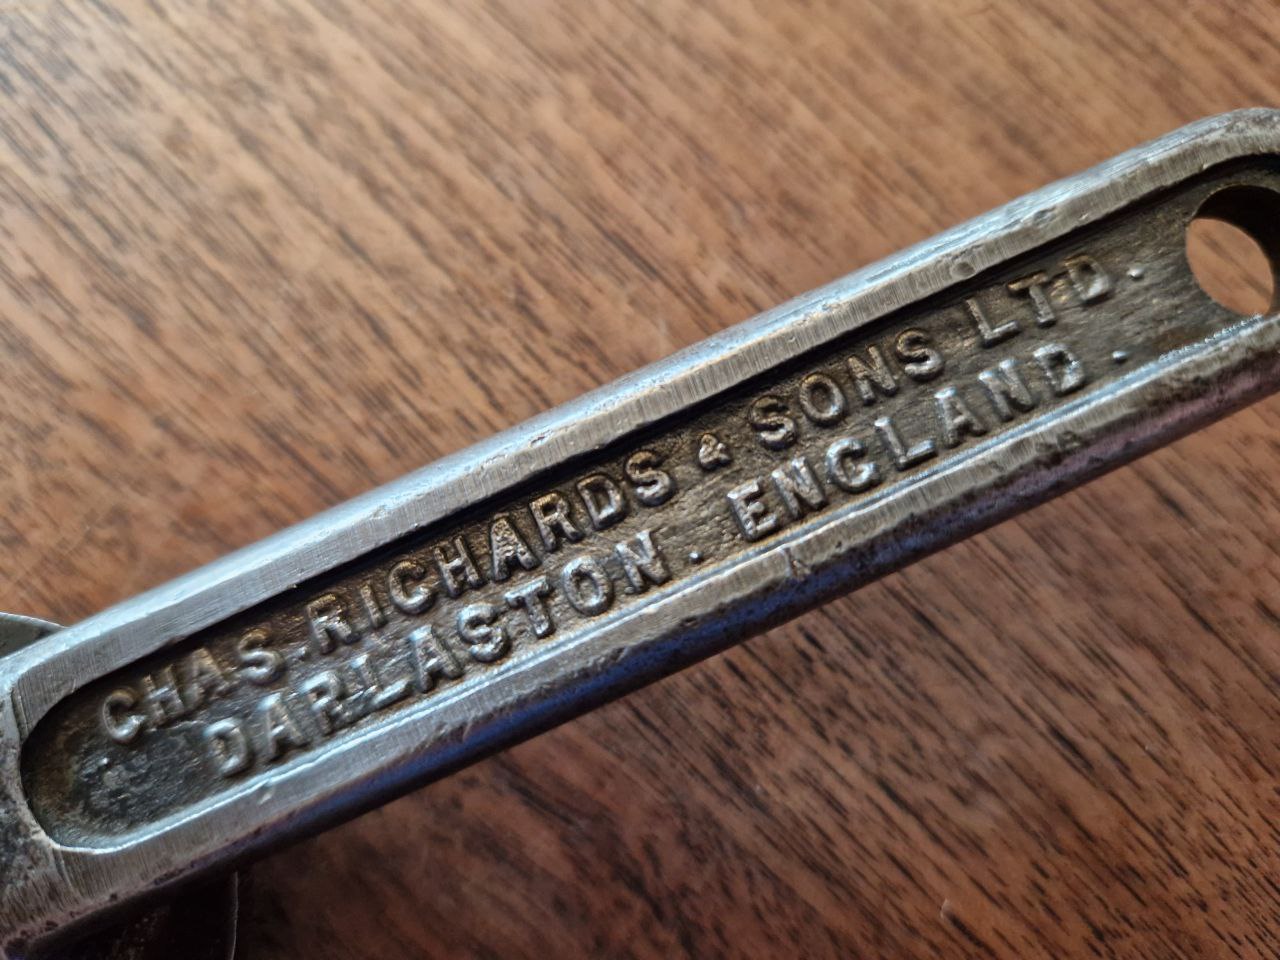 CHAS. RICHARDS & SONS LTD.
DARLASTON. ENGLAND.